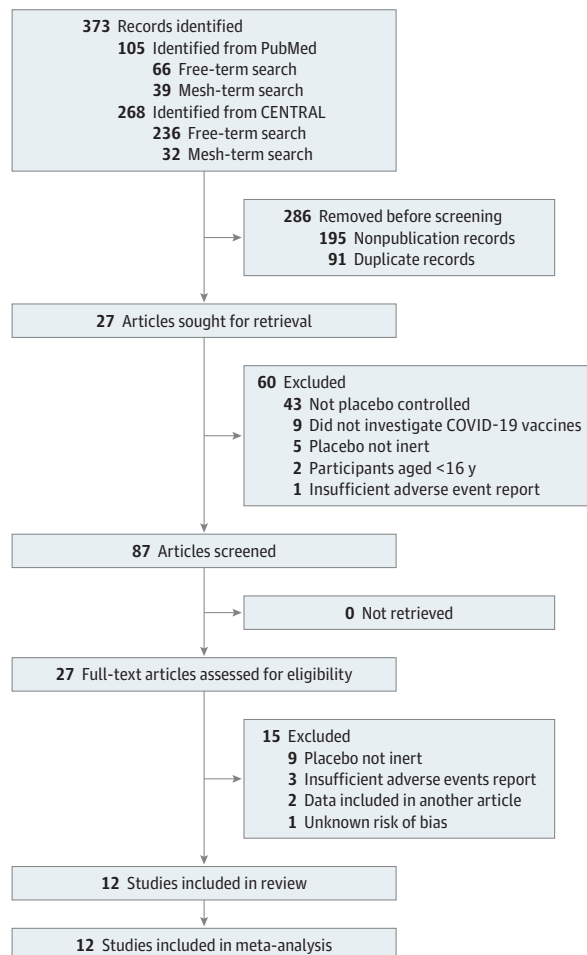 373 Records identified
105 Identified from PubMed
66 Free-term search
39 Mesh-term search
268 Identified from CENTRAL
236 Free-term search
32 Mesh-term search
286 Removed before screening
195 Nonpublication records
91 Duplicate records
27 Articles sought for retrieval
60 Excluded
43 Not placebo controlled
9 Did not investigate COVID-19 vaccines
5 Placebo not inert
2 Participants aged <16 y
1 Insufficient adverse event report
87 Articles screened
0 Not retrieved
27 Full-text articles assessed for eligibility
15 Excluded
9 Placebo not inert
3 Insufficient adverse events report
2 Data included in another article
1 Unknown risk of bias
12 Studies included in review
12 Studies included in meta-analysis